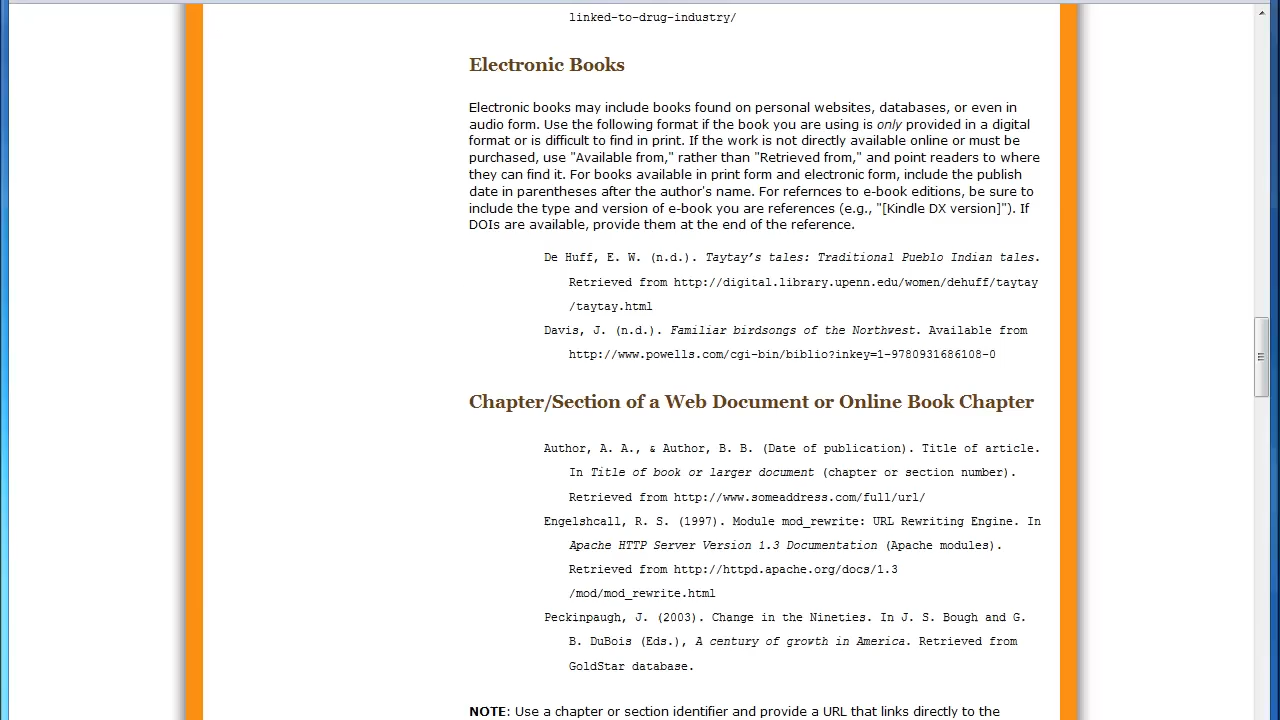 linked-to-drug-industry/
Electronic Books
Electronic books may include books found on personal websites, databases, or even in
audio form. Use the following format if the book you are using is only provided in a digital
format or is difficult to find in print. If the work is not directly available online or must be
purchased, use "Available from," rather than "Retrieved from," and point readers to where
they can find it. For books available in print form and electronic form, include the publish
date in parentheses after the author's name. For refernces to e-book editions, be sure to
include the type and version of e-book you are references (e.g., "[Kindle DX version]"). If
DOIs are available, provide them at the end of the reference.
De Huff, E. W. (n.d.). Taytay’s tales: Traditional Pueblo Indian tales.
Retrieved from http://digital.library.upenn.edu/women/dehuff/taytay
/taytay.html
Davis, J. (n.d.). Familiar birdsongs of the Northwest. Available from
http://www.powells.com/cgi-bin/biblio?inkey=1-9780931686108-0
Chapter/Section of a Web Document or Online Book Chapter
Author, A. A., & Author, B. B. (Date of publication). Title of article.
In Title of book or larger document (chapter or section number).
Retrieved from http://www.someaddress.com/full/url/
Engelshcall, R. S. (1997). Module mod_rewrite: URL Rewriting Engine. In
Apache HTTP Server Version 1.3 Documentation (Apache modules).
Retrieved from http://httpd.apache.org/docs/1.3
/mod/mod_rewrite.html
Peckinpaugh, J. (2003). Change in the Nineties. In J. S. Bough and G.
B. DuBois (Eds.), A century of growth in America. Retrieved from
GoldStar database.
NOTE: Use a chapter or section identifier and provide a URL that links directly to the